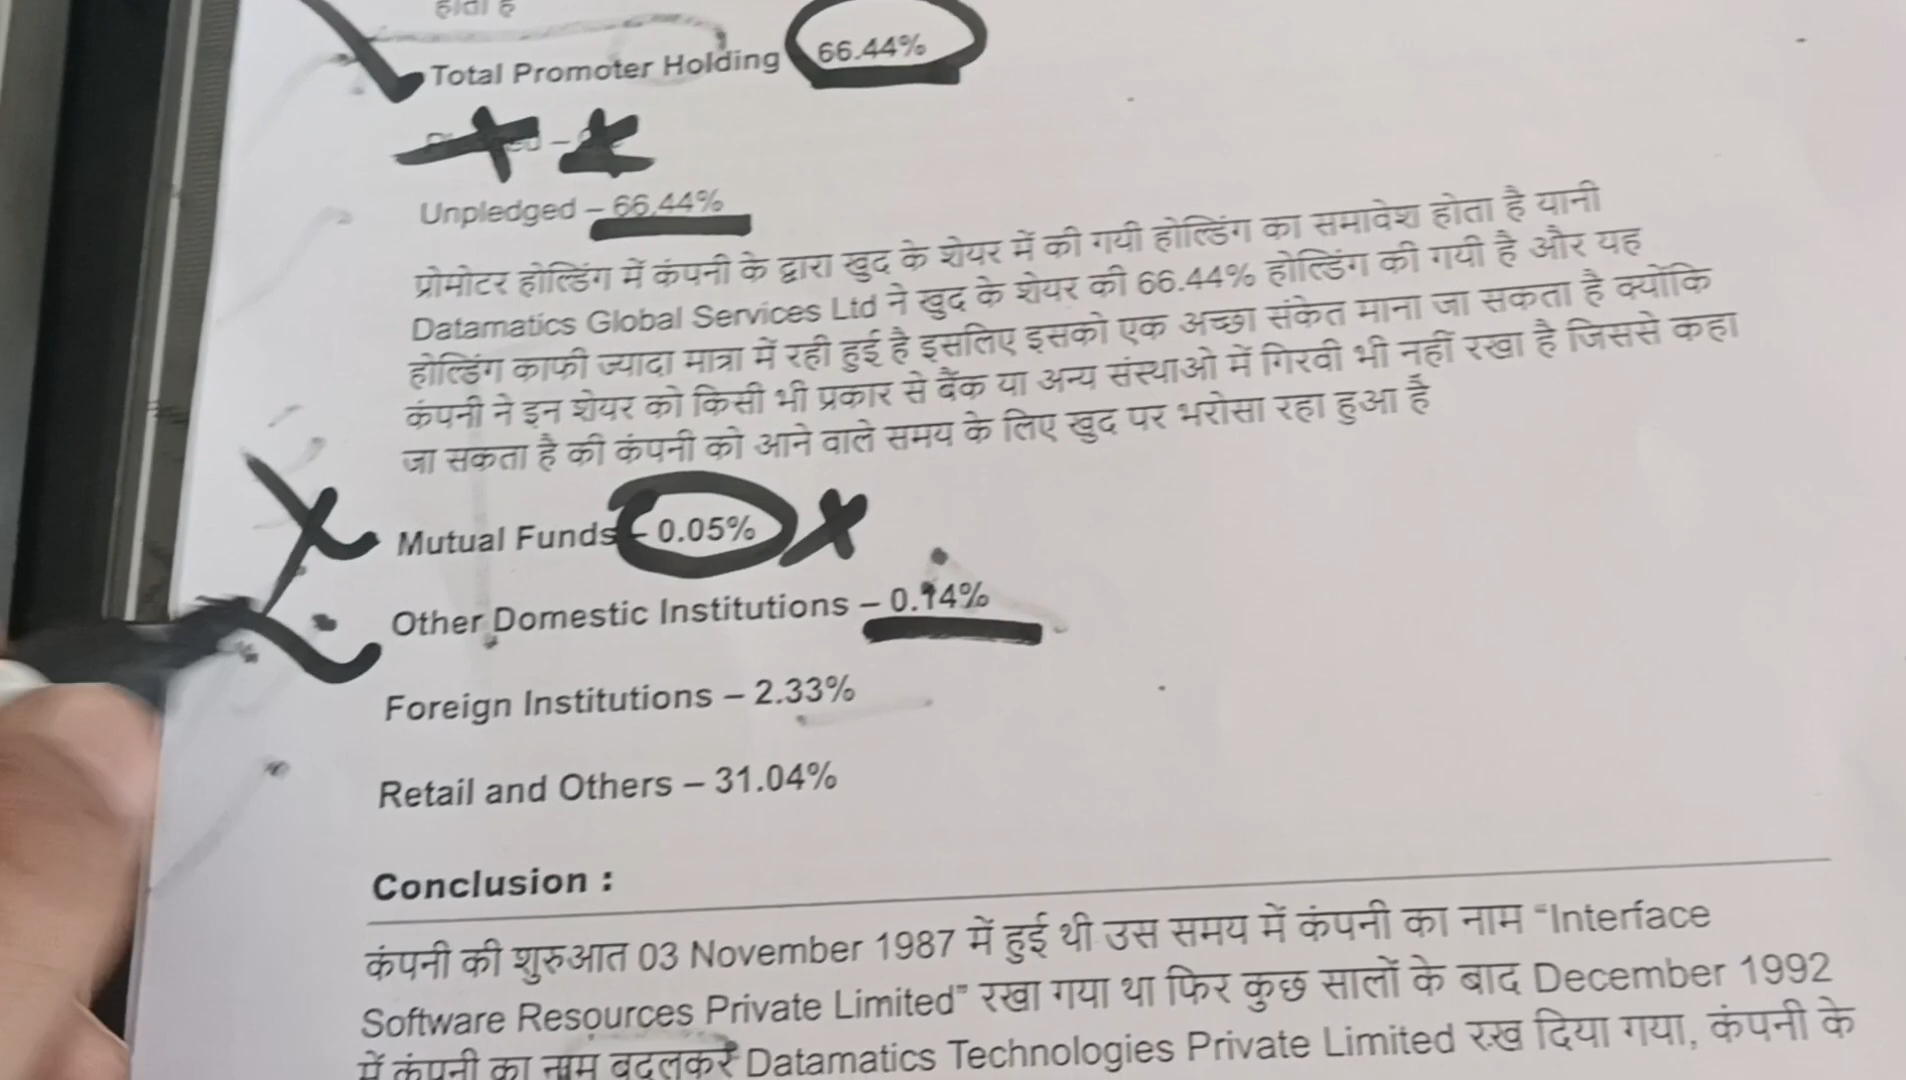 होता है
Total Promoter Holding 66.44%
Unpledged – 66.44%
प्रोमोटर होल्डिंग में कंपनी के द्वारा खुद के शेयर में की गयी होल्डिंग का समावेश होता है यानी
Datamatics Global Services Ltd ने खुद के शेयर की 66.44% होल्डिंग की गयी है और यह
होल्डिंग काफी ज्यादा मात्रा में रही हुई है इसलिए इसको एक अच्छा संकेत माना जा सकता है क्योंकि
कंपनी ने इन शेयर को किसी भी प्रकार से बैंक या अन्य संस्थाओ में गिरवी भी नहीं रखा है जिससे कहा
जा सकता है की कंपनी को आने वाले समय के लिए खुद पर भरोसा रहा हुआ है
Mutual Funds – 0.05%
Other Domestic Institutions – 0.14%
Foreign Institutions – 2.33%
Retail and Others – 31.04%
Conclusion :
कंपनी की शुरुआत 03 November 1987 में हुई थी उस समय में कंपनी का नाम “Interface
Software Resources Private Limited” रखा गया था फिर कुछ सालों के बाद December 1992
में कंपनी का नाम बदलकर Datamatics Technologies Private Limited रख दिया गया, कंपनी के